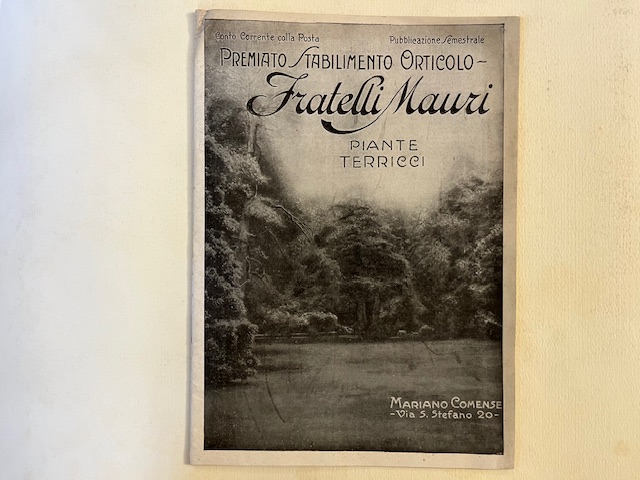 Conto Corrente colla Posta
Pubblicazione Semestrale
Premiato Stabilimento Orticolo -
Fratelli Mauri
PIANTE
TERRICCI
Mariano Comense
- Via S. Stefano 20 -